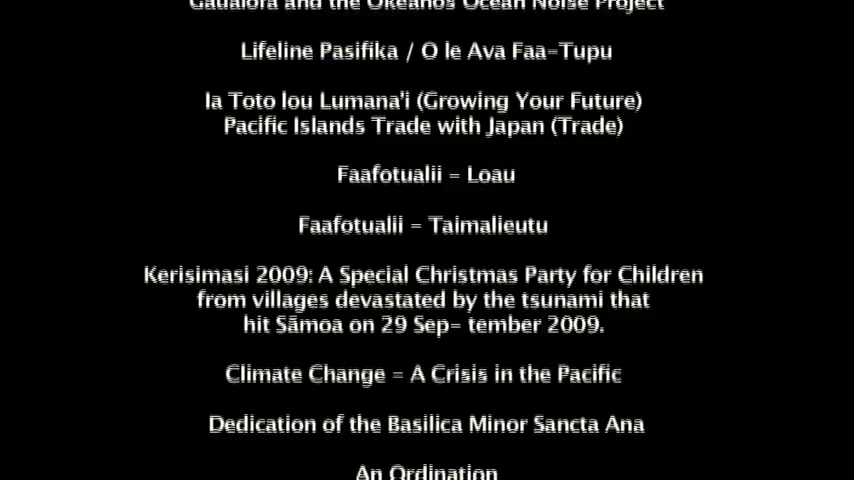 Gaualofa and the Okeanos Ocean Noise Project
Lifeline Pasifika / O le Ava Faa-Tupu
Ia Toto lou Lumana'i (Growing Your Future)
Pacific Islands Trade with Japan (Trade)
Faafotualii - Loau
Faafotualii - Taimalieutu
Kerisimasi 2009: A Special Christmas Party for Children
from villages devastated by the tsunami that
hit Sāmoa on 29 Sep- tember 2009.
Climate Change - A Crisis in the Pacific
Dedication of the Basilica Minor Sancta Ana
An Ordination